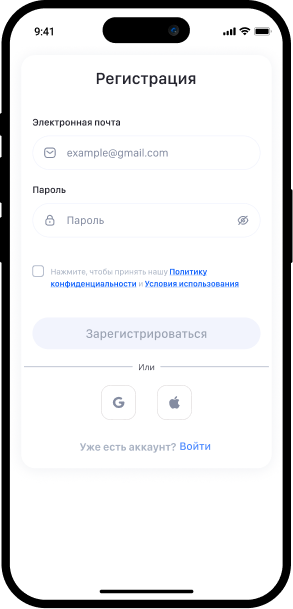 9:41
Регистрация
Электронная почта
example@gmail.com
Пароль
Пароль
Нажмите, чтобы принять нашу Политику
конфиденциальности и Условия использования
Зарегистрироваться
Или
G
Уже есть аккаунт? Войти